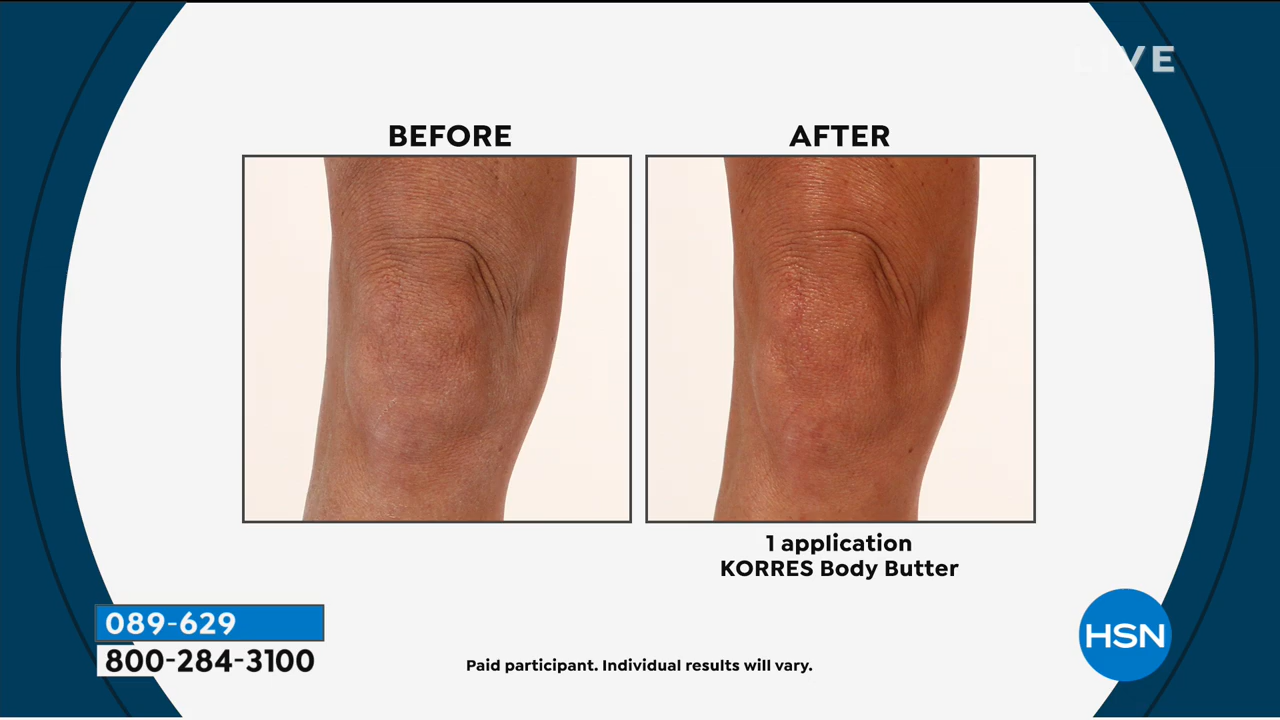 LIVE
BEFORE
AFTER
1 application
KORRES Body Butter
089-629
800-284-3100
Paid participant. Individual results will vary.
HSN